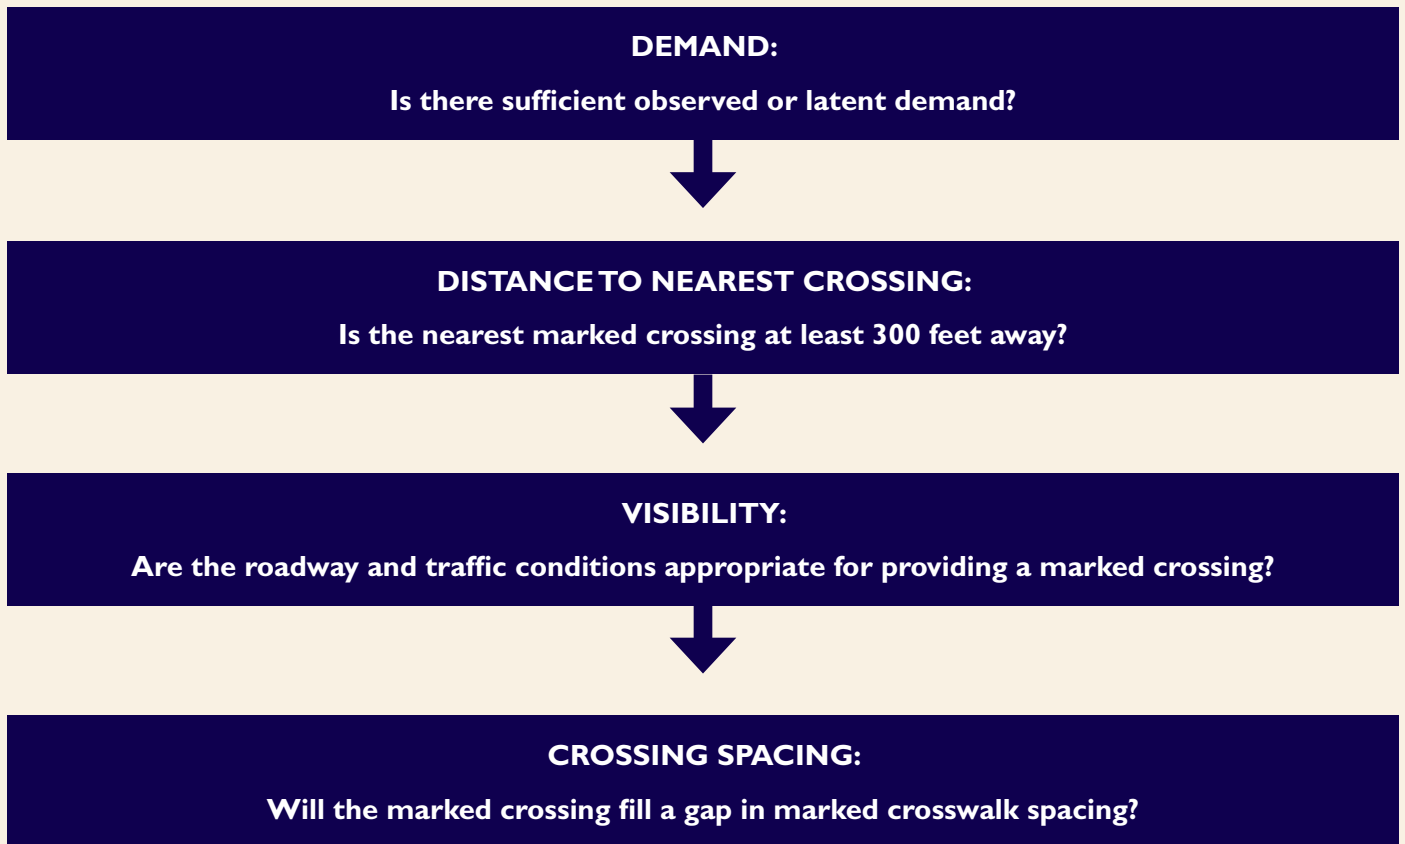 DEMAND:
Is there sufficient observed or latent demand?
DISTANCE TO NEAREST CROSSING:
Is the nearest marked crossing at least 300 feet away?
VISIBILITY:
Are the roadway and traffic conditions appropriate for providing a marked crossing?
CROSSING SPACING:
Will the marked crossing fill a gap in marked crosswalk spacing?